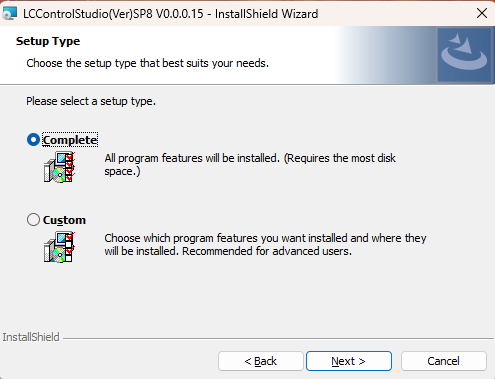 LCControlStudio(Ver)SP8 V0.0.0.15 - InstallShield Wizard
Setup Type
Choose the setup type that best suits your needs.
Please select a setup type.
Complete
All program features will be installed. (Requires the most disk
space.)
Custom
Choose which program features you want installed and where they
will be installed. Recommended for advanced users.
InstallShield
< Back
Next >
Cancel